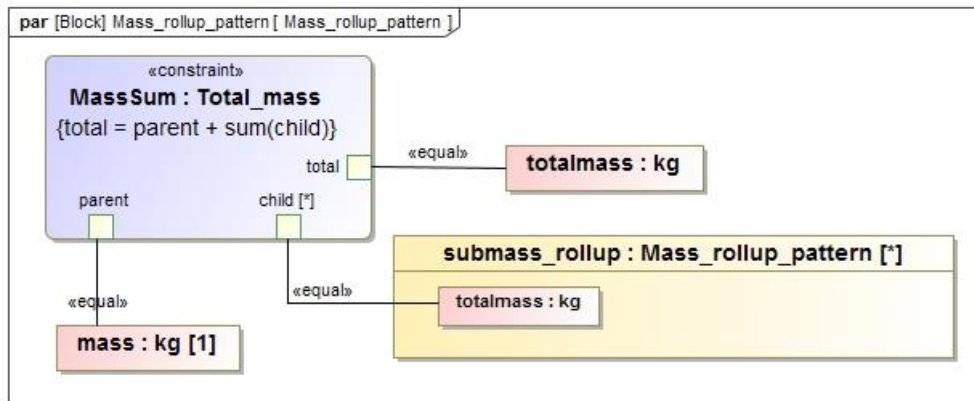 par [Block] Mass_rollup_pattern [ Mass_rollup_pattern ]
«constraint»
MassSum : Total_mass
{total = parent + sum(child)}
total
«equal»
totalmass : kg
parent
child [*]
submass_rollup : Mass_rollup_pattern [*]
«equal»
«equal»
totalmass : kg
mass : kg [1]